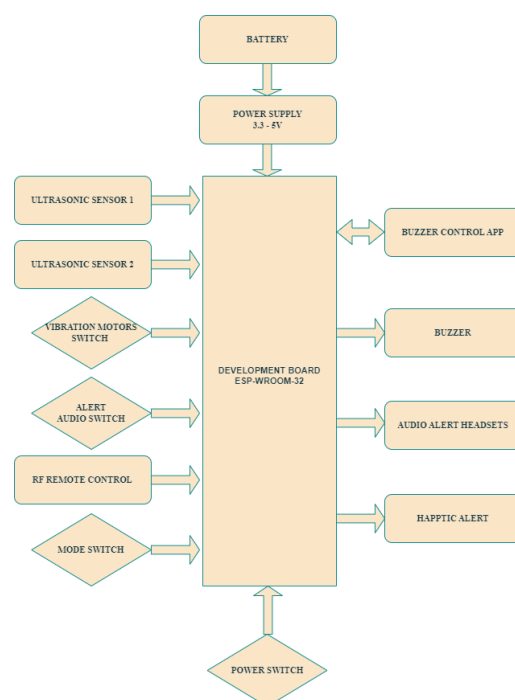 BATTERY
POWER SUPPLY
3.3 - 5V
ULTRASONIC SENSOR 1
ULTRASONIC SENSOR 2
VIBRATION MOTORS
SWITCH
ALERT
AUDIO SWITCH
RF REMOTE CONTROL
MODE SWITCH
DEVELOPMENT BOARD
ESP-WROOM-32
BUZZER CONTROL APP
BUZZER
AUDIO ALERT HEADSETS
HAPPTIC ALERT
POWER SWITCH